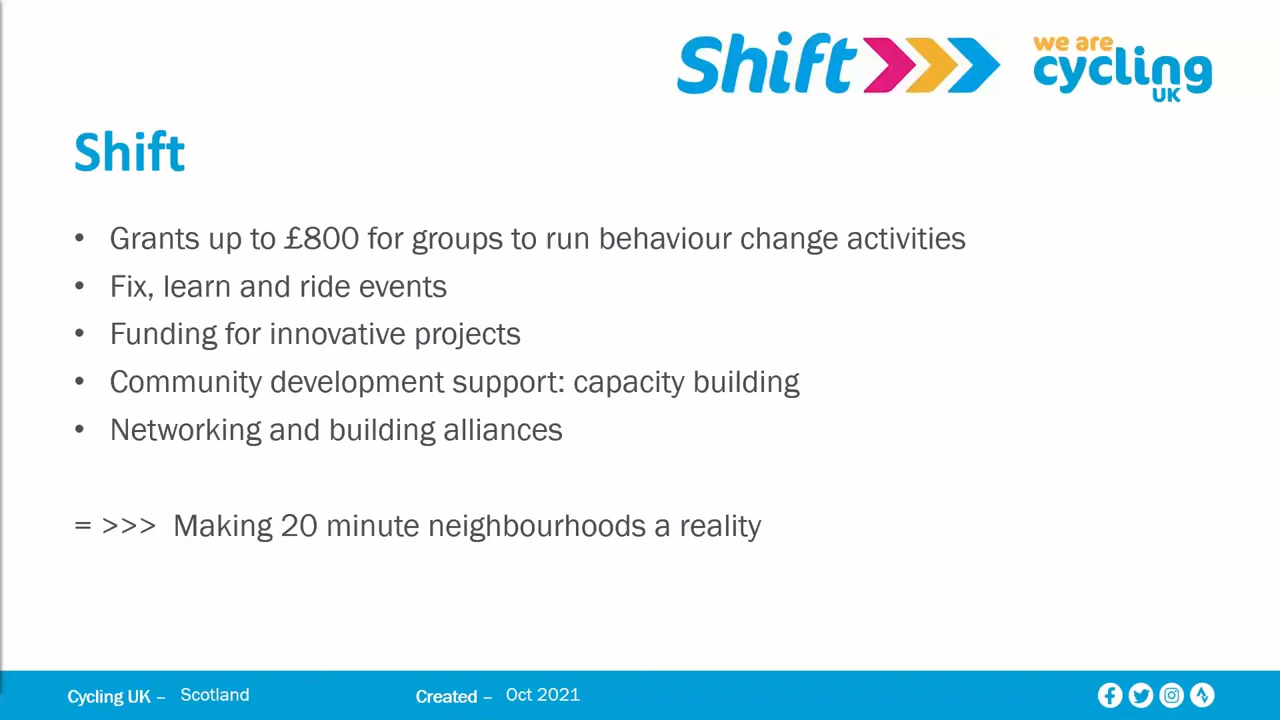 Shift
we are
cycling
UK
Shift
• Grants up to £800 for groups to run behaviour change activities
• Fix, learn and ride events
• Funding for innovative projects
• Community development support: capacity building
• Networking and building alliances
= >>> Making 20 minute neighbourhoods a reality
Cycling UK – Scotland Created – Oct 2021